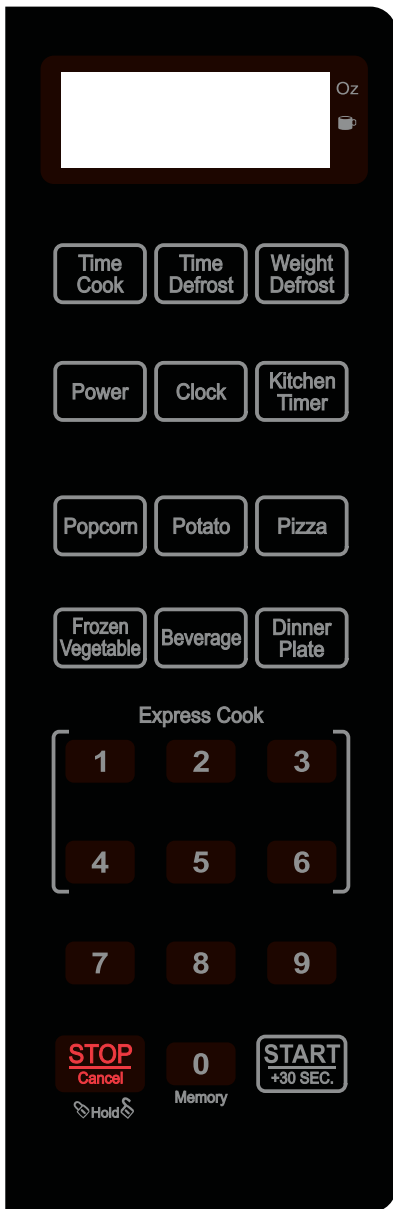 Oz
Time Cook
Time Defrost
Weight Defrost
Power
Clock
Kitchen Timer
Popcorn
Potato
Pizza
Frozen Vegetable
Beverage
Dinner Plate
Express Cook
1 2 3
4 5 6
7 8 9
STOP
Cancel
Hold
0
Memory
START
+30 SEC.